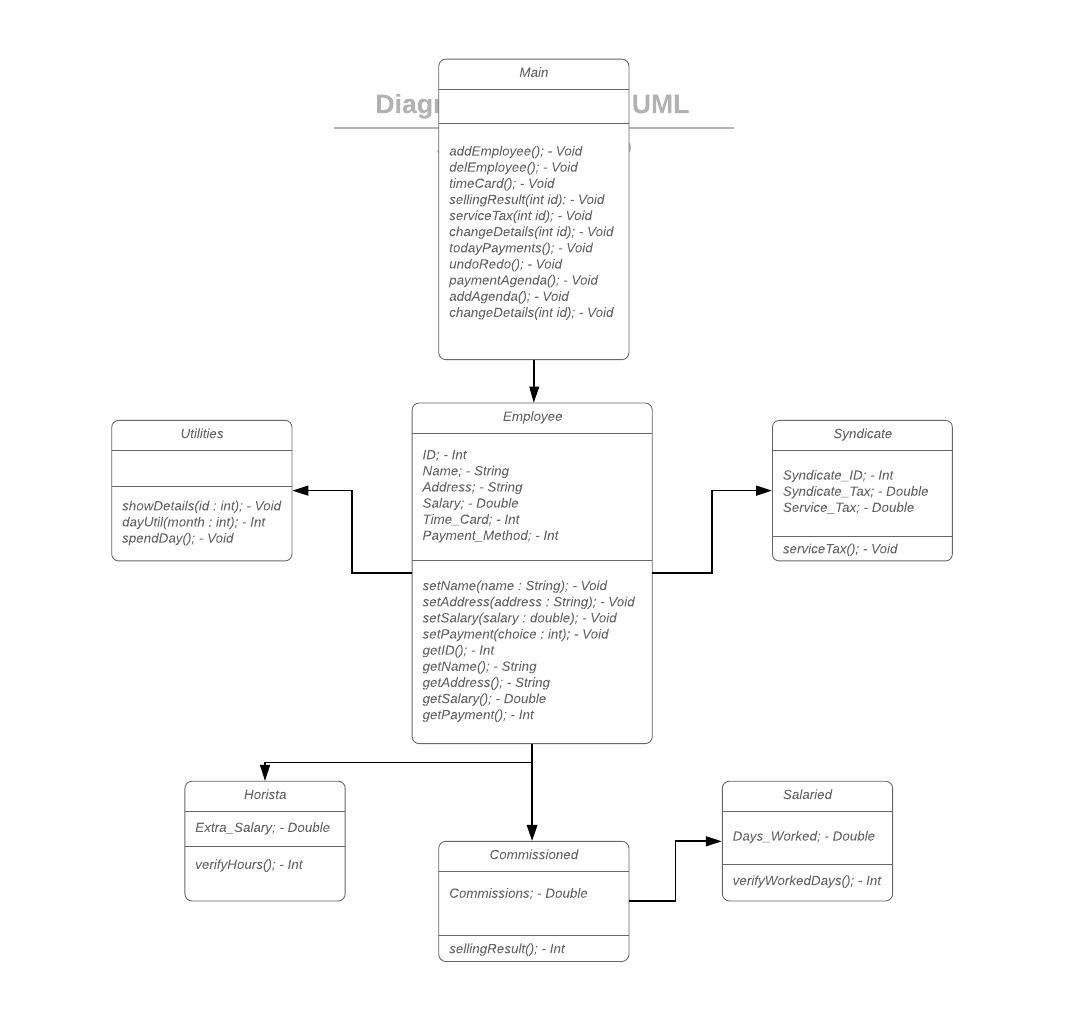 Main
Diagr UML
addEmployee(); - Void
delEmployee(); - Void
timeCard(); - Void
sellingResult(int id): - Void
serviceTax(int id); - Void
changeDetails(int id); - Void
todayPayments(); - Void
undoRedo(); - Void
paymentAgenda(); - Void
addAgenda(); - Void
changeDetails(int id); - Void
Employee
ID; - Int
Name; - String
Address; - String
Salary; - Double
Time_Card; - Int
Payment_Method; - Int
setName(name : String); - Void
setAddress(address : String); - Void
setSalary(salary : double); - Void
setPayment(choice : int); - Void
getID(); - Int
getName(); - String
getAddress(); - String
getSalary(); - Double
getPayment(); - Int
Utilities
showDetails(id : int); - Void
dayUtil(month : int); - Int
spendDay(); - Void
Syndicate
Syndicate_ID; - Int
Syndicate_Tax; - Double
Service_Tax; - Double
serviceTax(); - Void
Horista
Extra_Salary; - Double
verifyHours(); - Int
Commissioned
Commissions; - Double
sellingResult(); - Int
Salaried
Days_Worked; - Double
verifyWorkedDays(); - Int